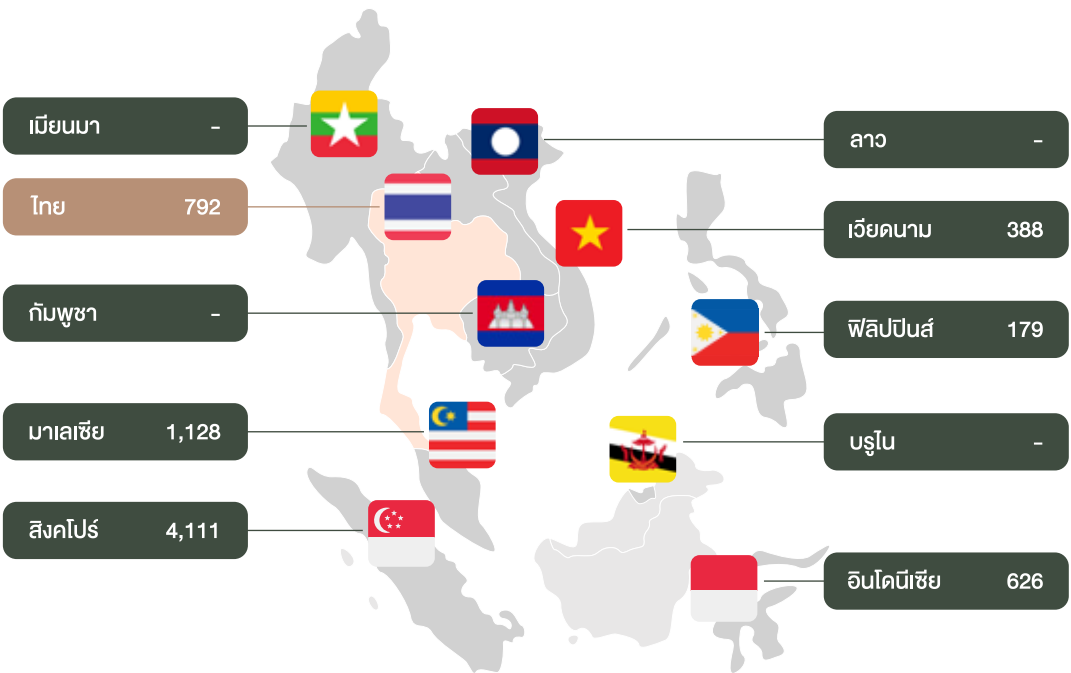 เมียนมา -
ไทย 792
กัมพูชา -
มาเลเซีย 1,128
สิงคโปร์ 4,111
ลาว -
เวียดนาม 388
ฟิลิปปินส์ 179
บรูไน -
อินโดนีเซีย 626